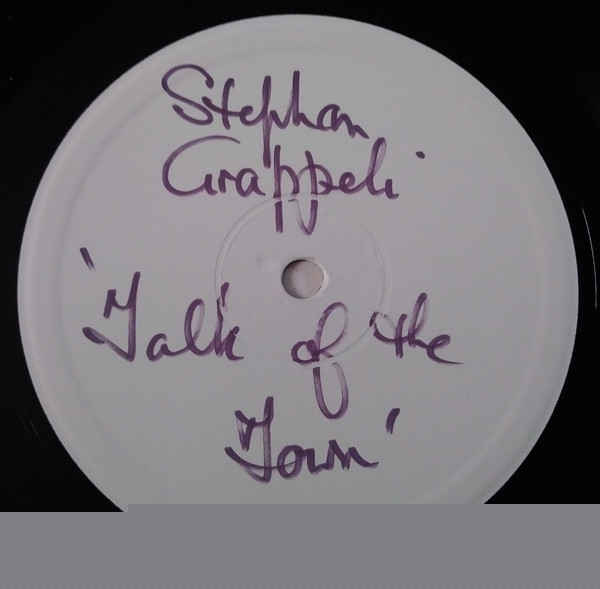 Stephan
Grappeli
'Talk of the
Town'